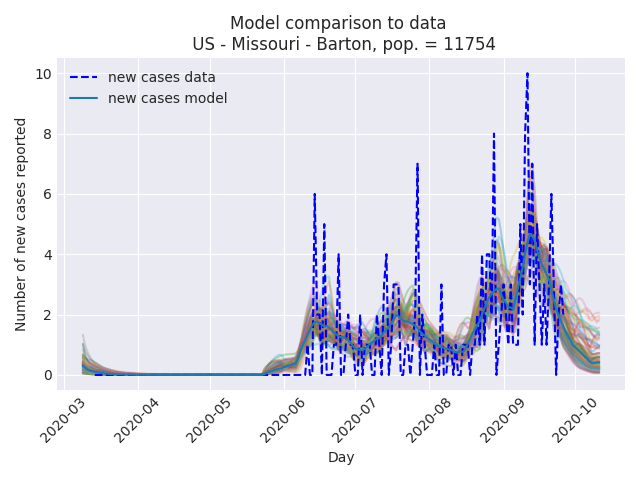 Model comparison to data
US - Missouri - Barton, pop. = 11754
new cases data
new cases model
Number of new cases reported
10
8
6
4
2
0
2020-03
2020-04
2020-05
2020-06
2020-07
2020-08
2020-09
2020-10
Day